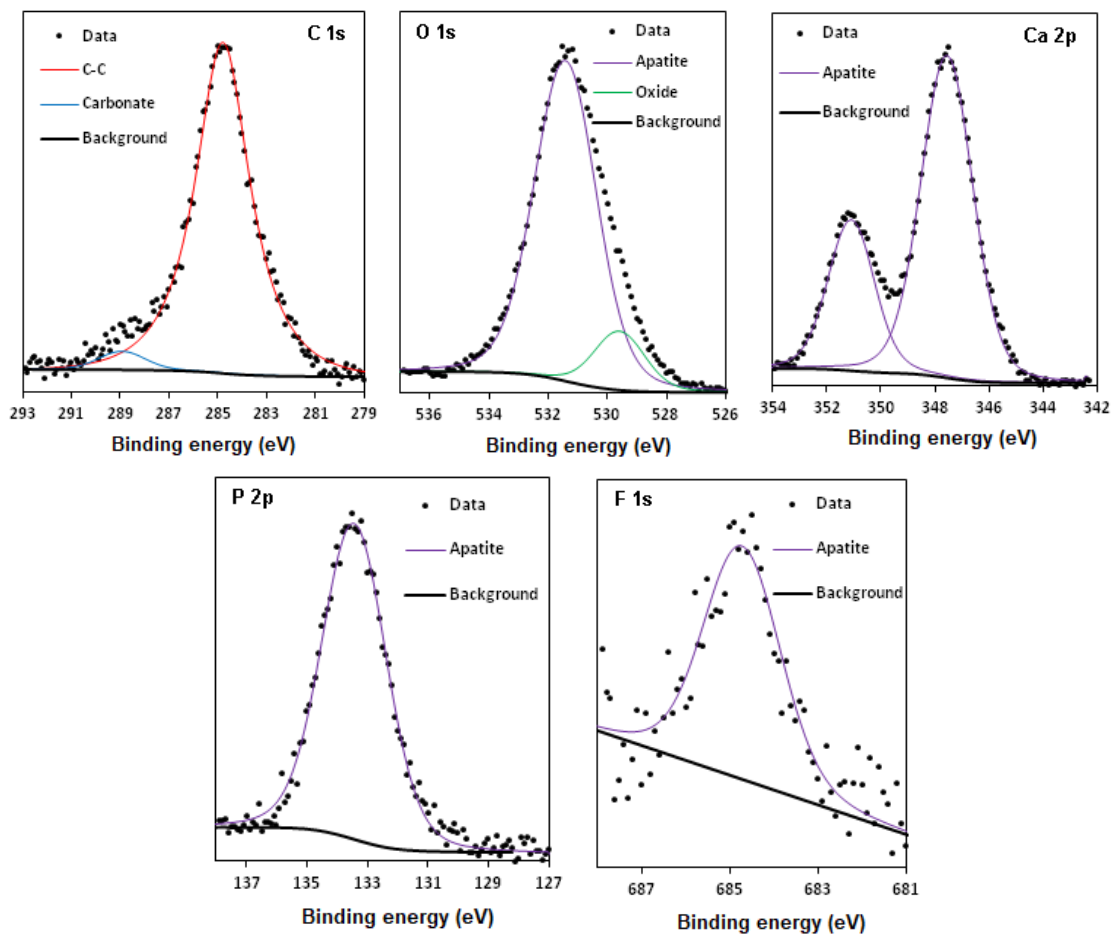 C 1s
Data
C-C
Carbonate
Background
293 291 289 287 285 283 281 279
Binding energy (eV)
O 1s
Data
Apatite
Oxide
Background
536 534 532 530 528 526
Binding energy (eV)
Ca 2p
Data
Apatite
Background
354 352 350 348 346 344 342
Binding energy (eV)
P 2p
Data
Apatite
Background
137 135 133 131 129 127
Binding energy (eV)
F 1s
Data
Apatite
Background
687 685 683 681
Binding energy (eV)